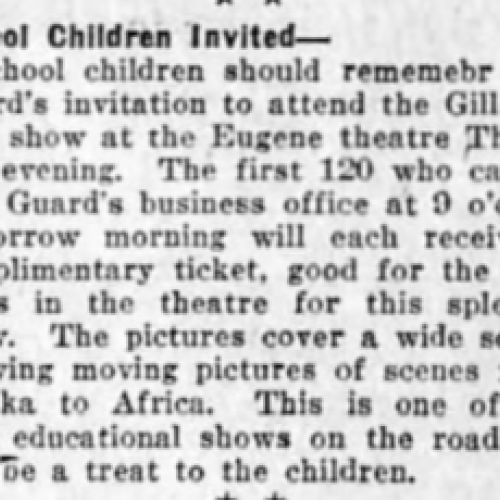 ol Children Invited—
chool children should rememebr
rd's invitation to attend the Gill
show at the Eugene theatre Th
evening. The first 120 who ca
Guard's business office at 9 o'c
orrow morning will each recei
plimentary ticket, good for the
s in the theatre for this sple
r. The pictures cover a wide sc
ving moving pictures of scenes
ka to Africa. This is one of
educational shows on the road
be a treat to the children.